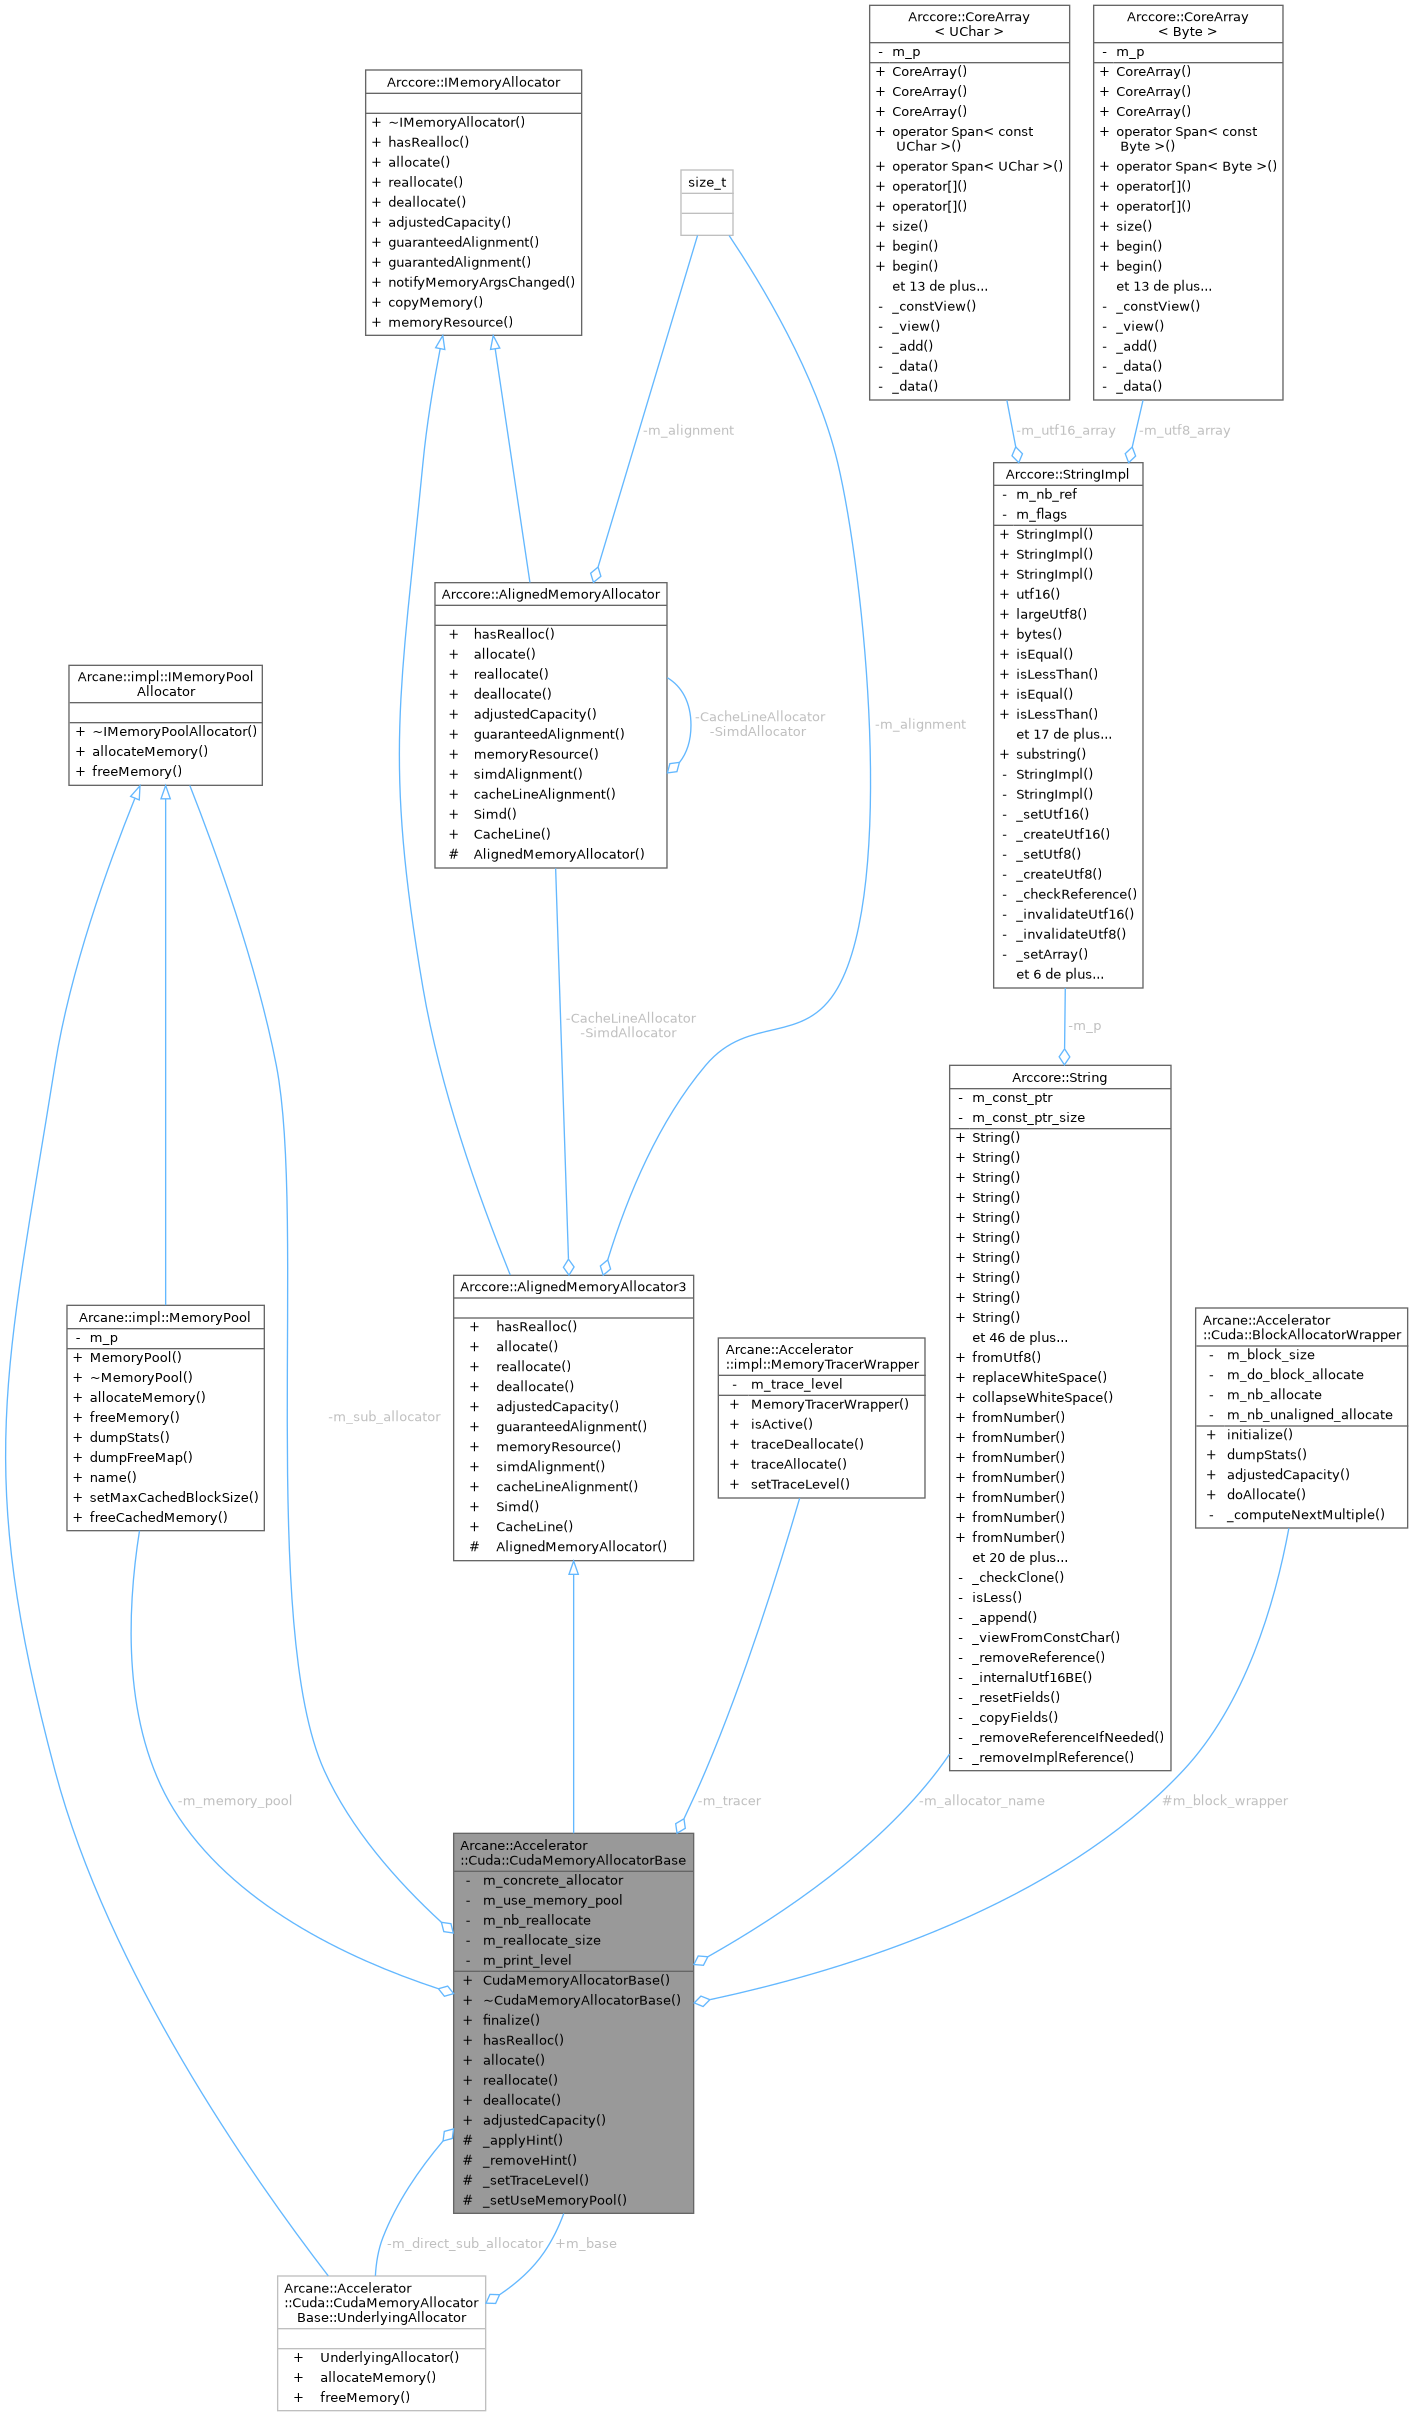 Arccore::CoreArray
< UChar >
- m_p
+ CoreArray()
+ CoreArray()
+ CoreArray()
+ operator Span< const
UChar >()
+ operator Span< UChar >()
+ operator[]()
+ operator[]()
+ size()
+ begin()
+ begin()
et 13 de plus...
- _constView()
- _view()
- _add()
- _data()
- _data()
Arccore::CoreArray
< Byte >
- m_p
+ CoreArray()
+ CoreArray()
+ CoreArray()
+ operator Span< const
Byte >()
+ operator Span< Byte >()
+ operator[]()
+ operator[]()
+ size()
+ begin()
+ begin()
et 13 de plus...
- _constView()
- _view()
- _add()
- _data()
- _data()
Arccore::IMemoryAllocator
+ ~IMemoryAllocator()
+ hasRealloc()
+ allocate()
+ reallocate()
+ deallocate()
+ adjustedCapacity()
+ guaranteedAlignment()
+ guarantedAlignment()
+ notifyMemoryArgsChanged()
+ copyMemory()
+ memoryResource()
size_t
-m_alignment
-m_utf16_array
-m_utf8_array
Arccore::StringImpl
- m_nb_ref
- m_flags
+ StringImpl()
+ StringImpl()
+ StringImpl()
+ utf16()
+ largeUtf8()
+ bytes()
+ isEqual()
+ isLessThan()
+ isEqual()
+ isLessThan()
et 17 de plus...
+ substring()
- StringImpl()
- StringImpl()
- _setUtf16()
- _createUtf16()
- _setUtf8()
- _createUtf8()
- _checkReference()
- _invalidateUtf16()
- _invalidateUtf8()
- _setArray()
et 6 de plus...
Arccore::AlignedMemoryAllocator
+ hasRealloc()
+ allocate()
+ reallocate()
+ deallocate()
+ adjustedCapacity()
+ guaranteedAlignment()
+ memoryResource()
+ simdAlignment()
+ cacheLineAlignment()
+ Simd()
+ CacheLine()
# AlignedMemoryAllocator()
-CacheLineAllocator
-SimdAllocator
-m_alignment
Arcane::impl::IMemoryPool
Allocator
+ ~IMemoryPoolAllocator()
+ allocateMemory()
+ freeMemory()
-CacheLineAllocator
-SimdAllocator
-m_p
Arccore::String
- m_const_ptr
- m_const_ptr_size
+ String()
+ String()
+ String()
+ String()
+ String()
+ String()
+ String()
+ String()
+ String()
+ String()
et 46 de plus...
+ fromUtf8()
+ replaceWhiteSpace()
+ collapseWhiteSpace()
+ fromNumber()
+ fromNumber()
+ fromNumber()
+ fromNumber()
+ fromNumber()
+ fromNumber()
+ fromNumber()
et 20 de plus...
- _checkClone()
- isLess()
- _append()
- _viewFromConstChar()
- _removeReference()
- _internalUtf16BE()
- _resetFields()
- _copyFields()
- _removeReferenceIfNeeded()
- _removeImplReference()
Arcane::impl::MemoryPool
- m_p
+ MemoryPool()
+ ~MemoryPool()
+ allocateMemory()
+ freeMemory()
+ dumpStats()
+ dumpFreeMap()
+ name()
+ setMaxCachedBlockSize()
+ freeCachedMemory()
-m_sub_allocator
Arccore::AlignedMemoryAllocator3
+ hasRealloc()
+ allocate()
+ reallocate()
+ deallocate()
+ adjustedCapacity()
+ guaranteedAlignment()
+ memoryResource()
+ simdAlignment()
+ cacheLineAlignment()
+ Simd()
+ CacheLine()
# AlignedMemoryAllocator()
Arcane::Accelerator
::impl::MemoryTracerWrapper
- m_trace_level
+ MemoryTracerWrapper()
+ isActive()
+ traceDeallocate()
+ traceAllocate()
+ setTraceLevel()
Arcane::Accelerator
::Cuda::BlockAllocatorWrapper
- m_block_size
- m_do_block_allocate
- m_nb_allocate
- m_nb_unaligned_allocate
+ initialize()
+ dumpStats()
+ adjustedCapacity()
+ doAllocate()
- _computeNextMultiple()
-m_memory_pool
-m_tracer
-m_allocator_name
#m_block_wrapper
Arcane::Accelerator
::Cuda::CudaMemoryAllocatorBase
- m_concrete_allocator
- m_use_memory_pool
- m_nb_reallocate
- m_reallocate_size
- m_print_level
+ CudaMemoryAllocatorBase()
+ ~CudaMemoryAllocatorBase()
+ finalize()
+ hasRealloc()
+ allocate()
+ reallocate()
+ deallocate()
+ adjustedCapacity()
# _applyHint()
# _removeHint()
# _setTraceLevel()
# _setUseMemoryPool()
-m_direct_sub_allocator
+m_base
Arcane::Accelerator
::Cuda::CudaMemoryAllocator
Base::UnderlyingAllocator
+ UnderlyingAllocator()
+ allocateMemory()
+ freeMemory()